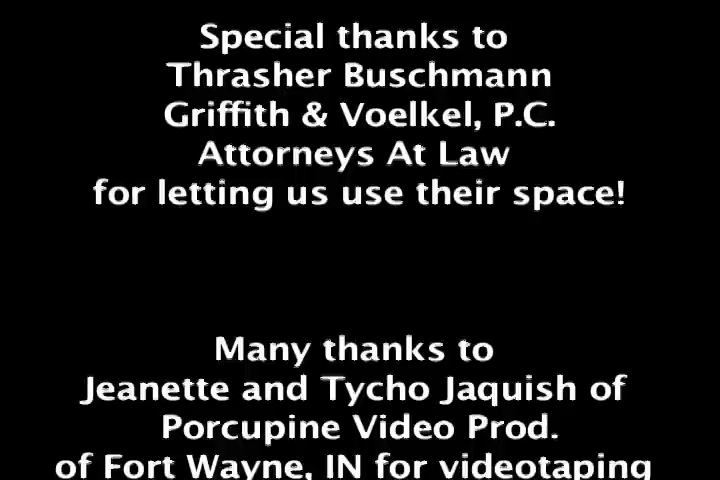 Special thanks to
Thrasher Buschmann
Griffith & Voelkel, P.C.
Attorneys At Law
for letting us use their space!
Many thanks to
Jeanette and Tycho Jaquish of
Porcupine Video Prod.
of Fort Wayne, IN for videotaping